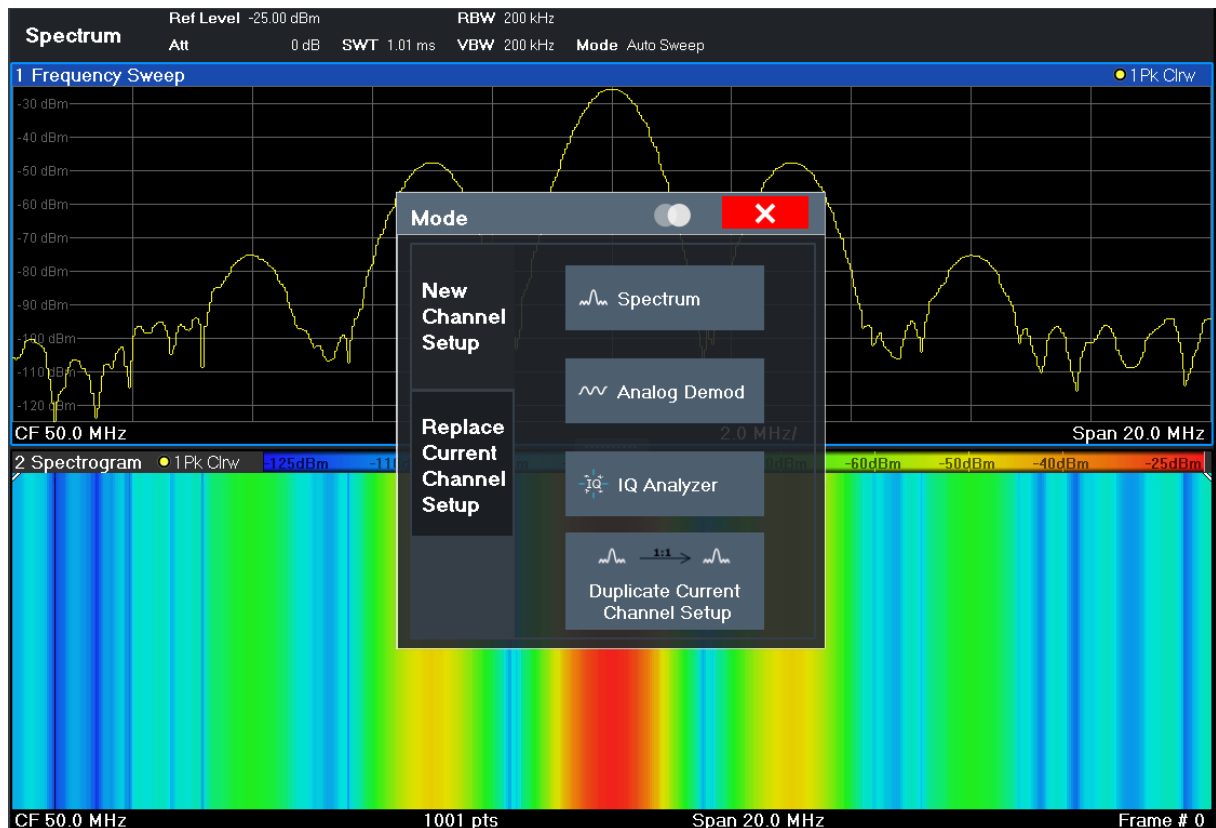 Spectrum
Ref Level -25.00 dBm RBW 200 kHz
Att 0 dB SWT 1.01 ms VBW 200 kHz Mode Auto Sweep
1 Frequency Sweep 1 Pk Clrw
-30 dBm
-40 dBm
-50 dBm
-60 dBm
-70 dBm
-80 dBm
-90 dBm
-100 dBm
-110 dBm
-120 dBm
CF 50.0 MHz 2.0 MHz/ Span 20.0 MHz
2 Spectrogram 1 Pk Clrw -125dBm -60dBm -50dBm -40dBm -25dBm
Mode
New
Channel
Setup
Replace
Current
Channel
Setup
Spectrum
Analog Demod
IQ IQ Analyzer
1:1
Duplicate Current
Channel Setup
CF 50.0 MHz 1001 pts Span 20.0 MHz Frame # 0